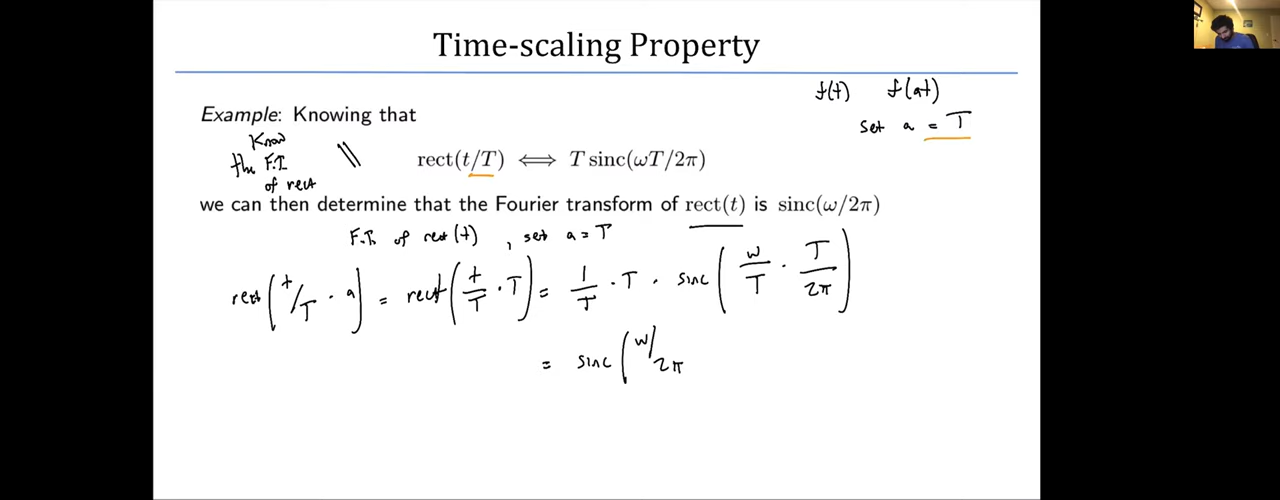 Time-scaling Property
f(t) f(at)
Example: Knowing that
set a = T
Know
the F.T. of rect
rect(t/T) ⟺ T sinc(ωT/2π)
we can then determine that the Fourier transform of rect(t) is sinc(ω/2π)
F.T. of rect(t), set a = T
rect(t/T · a) = rect(t/T · T) = 1/T · T · sinc(ω/T · T/2π)
= sinc(ω/2π